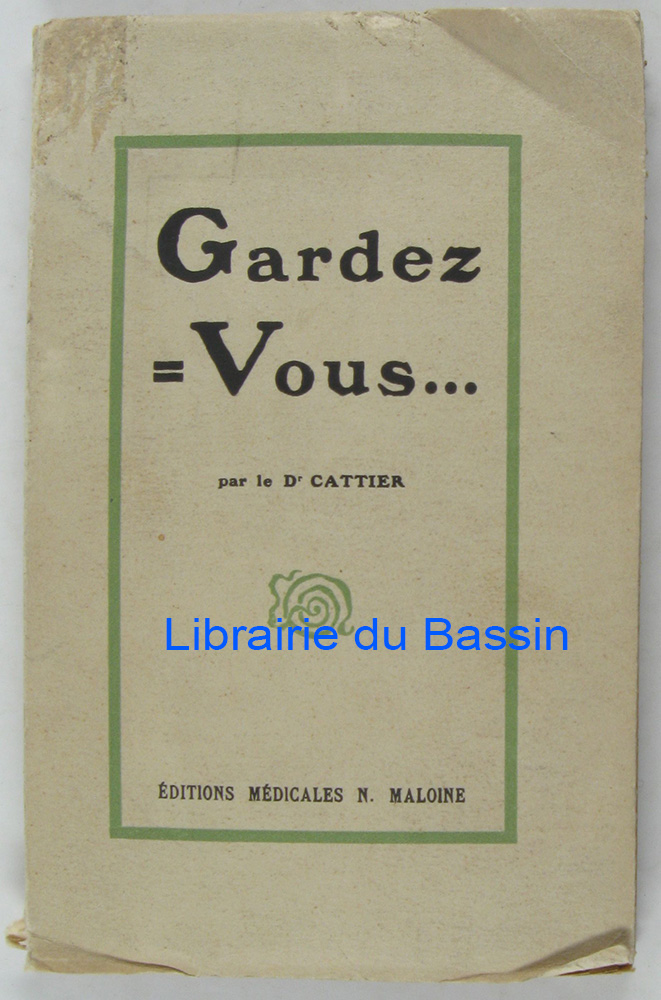 Gardez
=Vous...
par le Dr CATTIER
Librairie du Bassin
ÉDITIONS MÉDICALES N. MALOINE